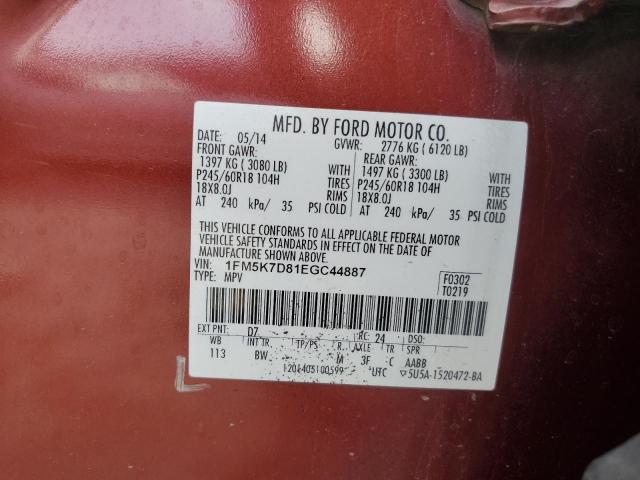 MFD. BY FORD MOTOR CO.
DATE: 05/14 GVWR: 2776 KG ( 6120 LB)
FRONT GAWR: REAR GAWR:
1397 KG ( 3080 LB) 1497 KG ( 3300 LB)
P245/60R18 104H TIRES P245/60R18 104H TIRES
18X8.0J RIMS 18X8.0J RIMS
AT 240 kPa/ 35 PSI COLD AT 240 kPa/ 35 PSI COLD
THIS VEHICLE CONFORMS TO ALL APPLICABLE FEDERAL MOTOR
VEHICLE SAFETY STANDARDS IN EFFECT ON THE DATE OF
MANUFACTURE SHOWN ABOVE.
VIN: 1FM5K7D81EGC44887
TYPE: MPV
F0302
T0219
EXT PNT: D7 RC: 24 DSO:
WB INT TR TP/PS R AXLE TR SPR
113 BW M 3F C AABB
UTC 5U5A-1520472-BA